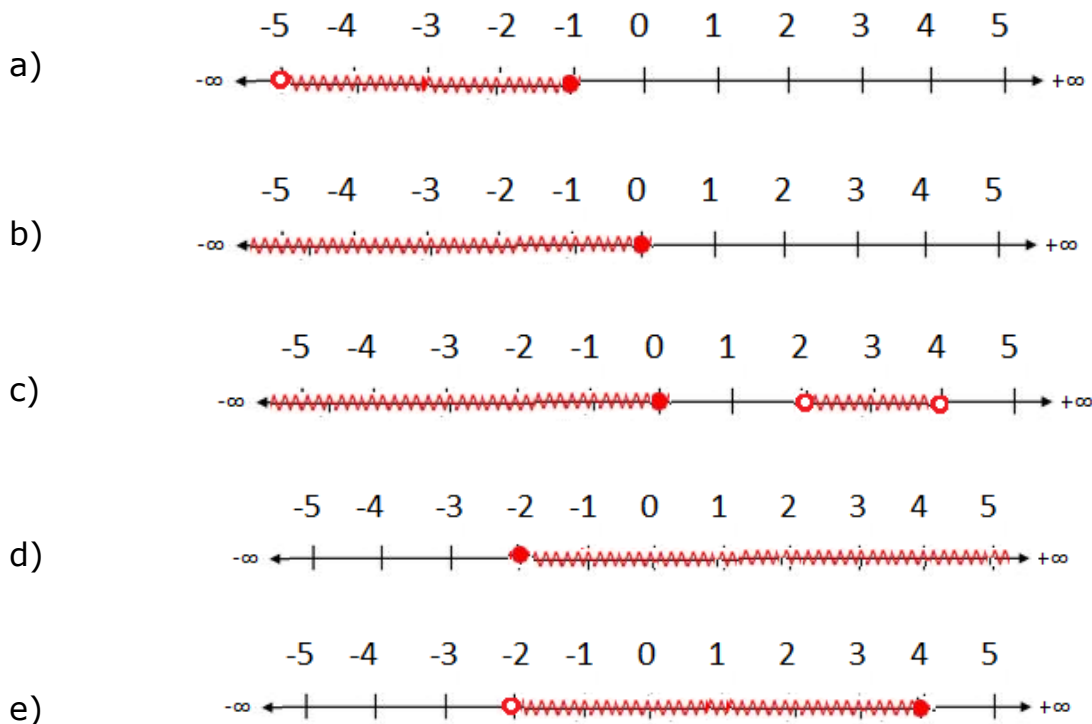 -5 -4 -3 -2 -1 0 1 2 3 4 5
a) -∞ +∞
-5 -4 -3 -2 -1 0 1 2 3 4 5
b) -∞ +∞
-5 -4 -3 -2 -1 0 1 2 3 4 5
c) -∞ +∞
-5 -4 -3 -2 0 1 2 3 4 5
d) -∞ +∞
-5 -4 -3 -2 -1 0 1 2 3 4 5
e) -∞ +∞